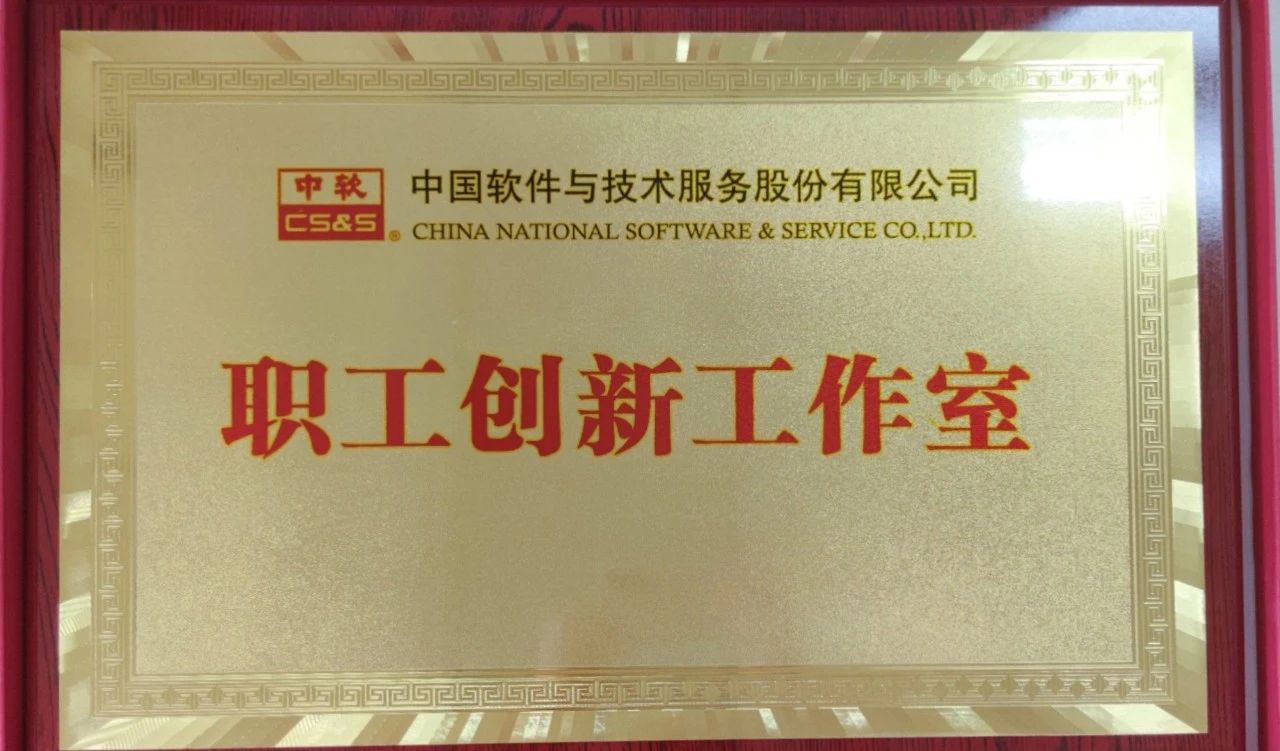 中软
CS&S®
中国软件与技术服务股份有限公司
CHINA NATIONAL SOFTWARE & SERVICE CO.,LTD.
职工创新工作室